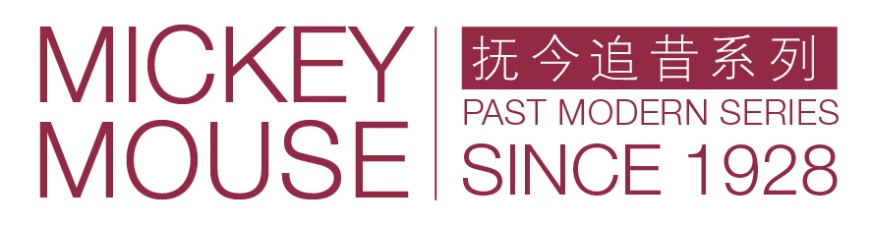 MICKEY
MOUSE
抚今追昔系列
PAST MODERN SERIES
SINCE 1928